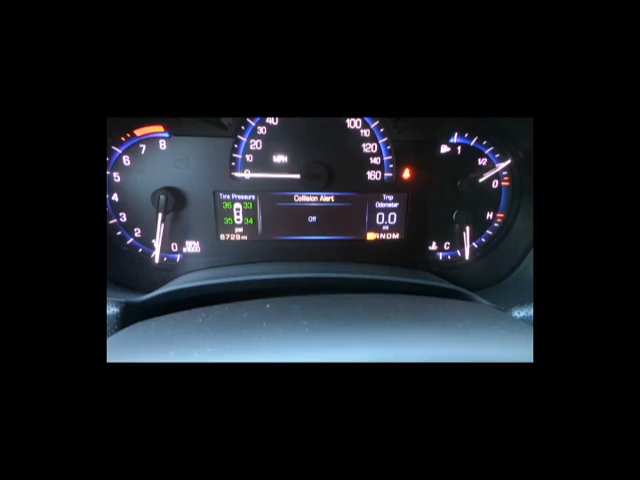 8
7
6
5
4
3
2
0
RPM
x1000
40
30
20
10
0
MPH
100
110
120
140
160
1
1/2
0
H
C
Tire Pressure
36 33
35 34
psi
6729 mi
Collision Alert
Off
Trip
Odometer
0.0
mi
RNDM